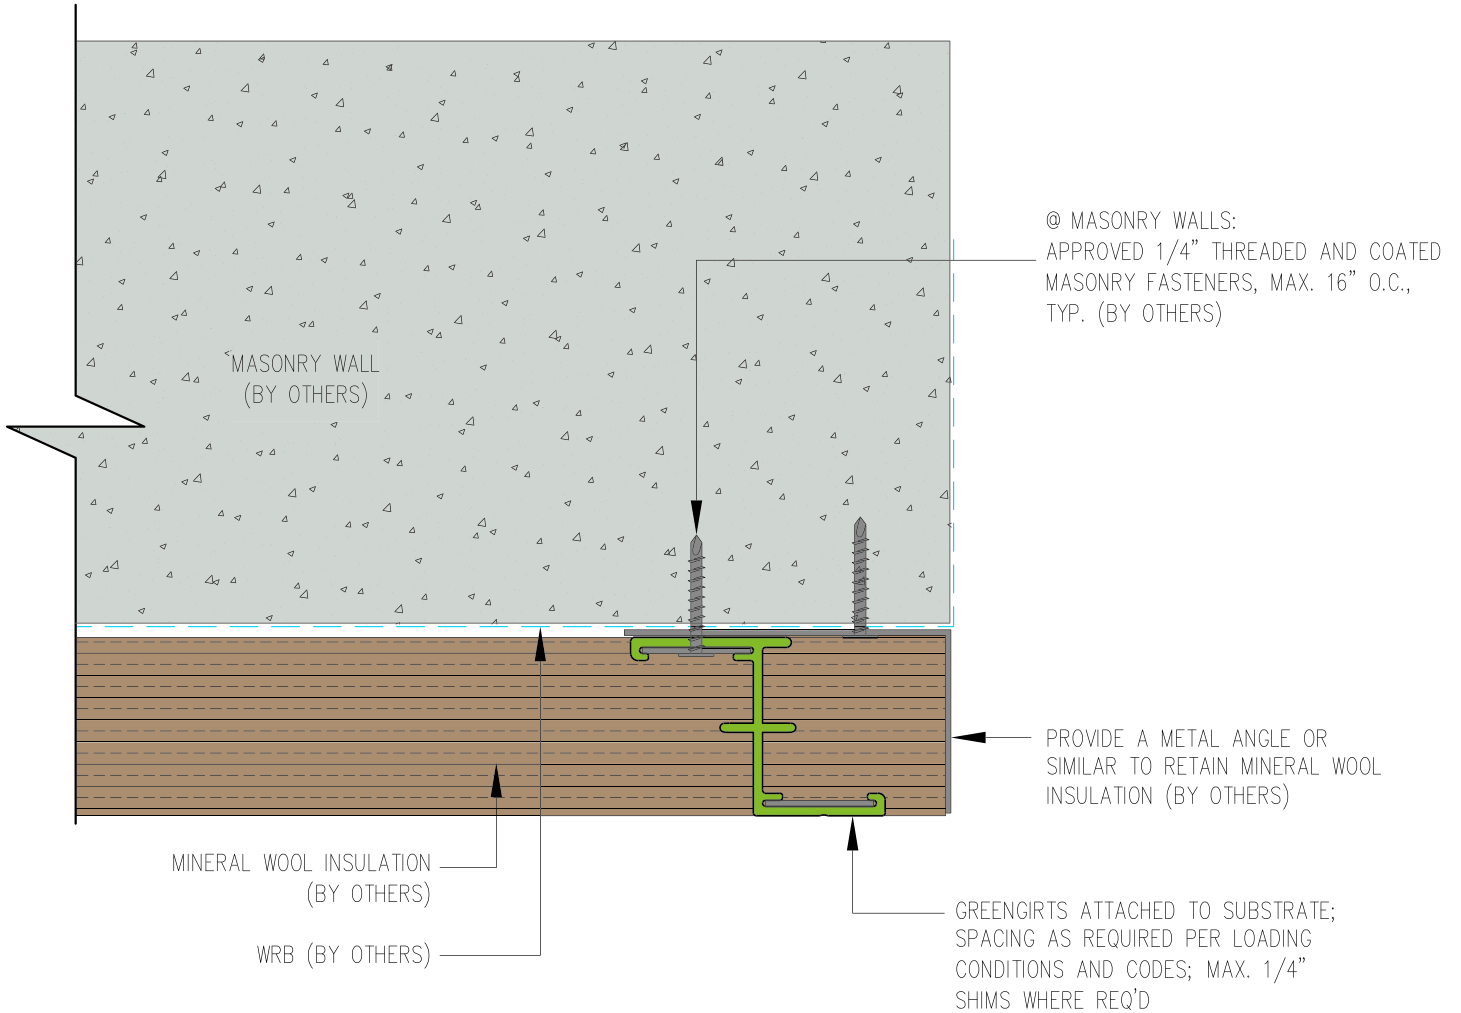 @ MASONRY WALLS:
APPROVED 1/4” THREADED AND COATED
MASONRY FASTENERS, MAX. 16” O.C.,
TYP. (BY OTHERS)
MASONRY WALL
(BY OTHERS)
PROVIDE A METAL ANGLE OR
SIMILAR TO RETAIN MINERAL WOOL
INSULATION (BY OTHERS)
MINERAL WOOL INSULATION
(BY OTHERS)
WRB (BY OTHERS)
GREENGIRTS ATTACHED TO SUBSTRATE;
SPACING AS REQUIRED PER LOADING
CONDITIONS AND CODES; MAX. 1/4”
SHIMS WHERE REQ'D